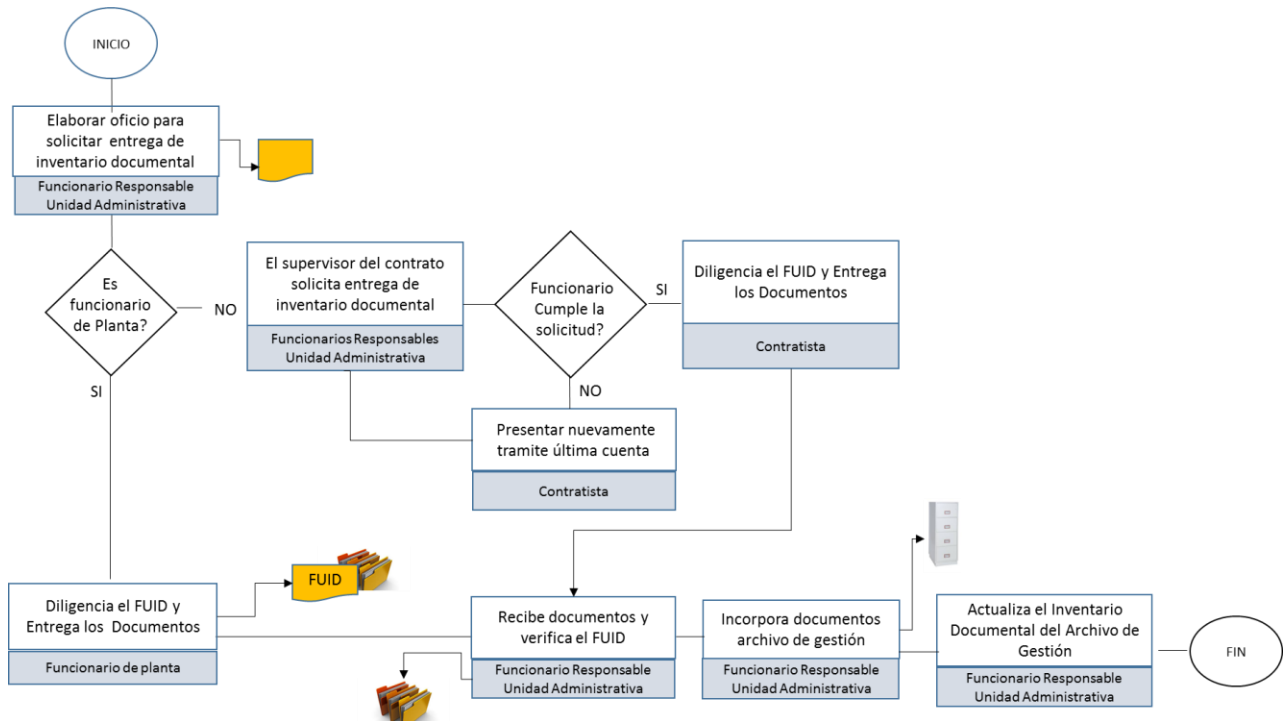 INICIO
Elaborar oficio para
solicitar entrega de
inventario documental
Funcionario Responsable
Unidad Administrativa
Es
funcionario
de Planta?
NO
SI
El supervisor del contrato
solicita entrega de
inventario documental
Funcionarios Responsables
Unidad Administrativa
Funcionario
Cumple la
solicitud?
SI
NO
Diligencia el FUID y Entrega
los Documentos
Contratista
Presentar nuevamente
tramite última cuenta
Contratista
FUID
Diligencia el FUID y
Entrega los Documentos
Funcionario de planta
Recibe documentos y
verifica el FUID
Funcionario Responsable
Unidad Administrativa
Incorpora documentos
archivo de gestión
Funcionario Responsable
Unidad Administrativa
Actualiza el Inventario
Documental del Archivo de
Gestión
Funcionario Responsable
Unidad Administrativa
FIN